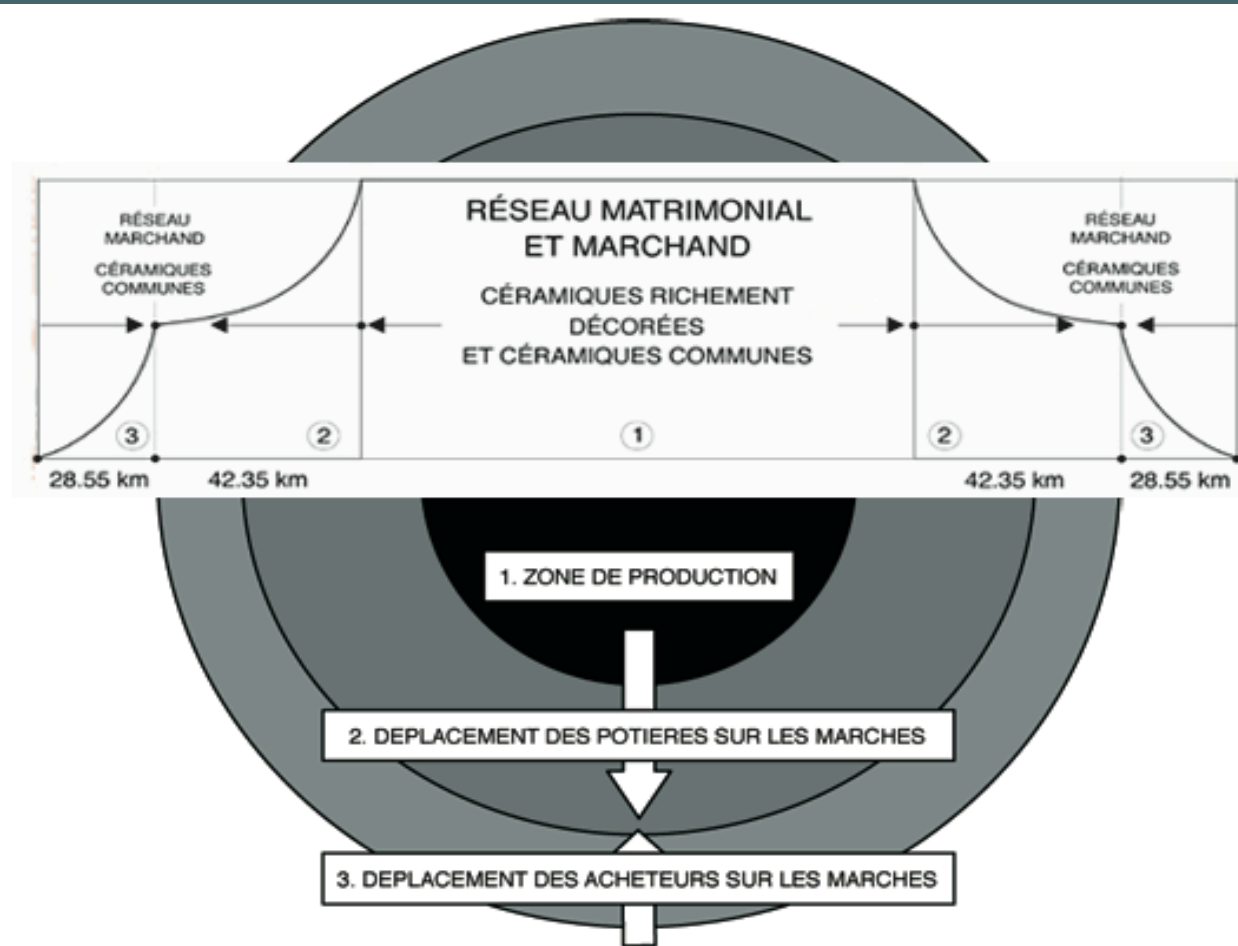 RÉSEAU
MARCHAND
CÉRAMIQUES
COMMUNES
RÉSEAU MATRIMONIAL
ET MARCHAND
CÉRAMIQUES RICHEMENT
DÉCORÉES
ET CÉRAMIQUES COMMUNES
RÉSEAU
MARCHAND
CÉRAMIQUES
COMMUNES
3 2 1 2 3
28.55 km 42.35 km 42.35 km 28.55 km
1. ZONE DE PRODUCTION
2. DEPLACEMENT DES POTIERES SUR LES MARCHES
3. DEPLACEMENT DES ACHETEURS SUR LES MARCHES